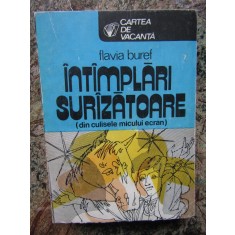 CARTEA
DE
VACANȚĂ
flavia buref
ÎNTÎMPLĂRI
SURÎZĂTOARE
(din culisele micului ecran)